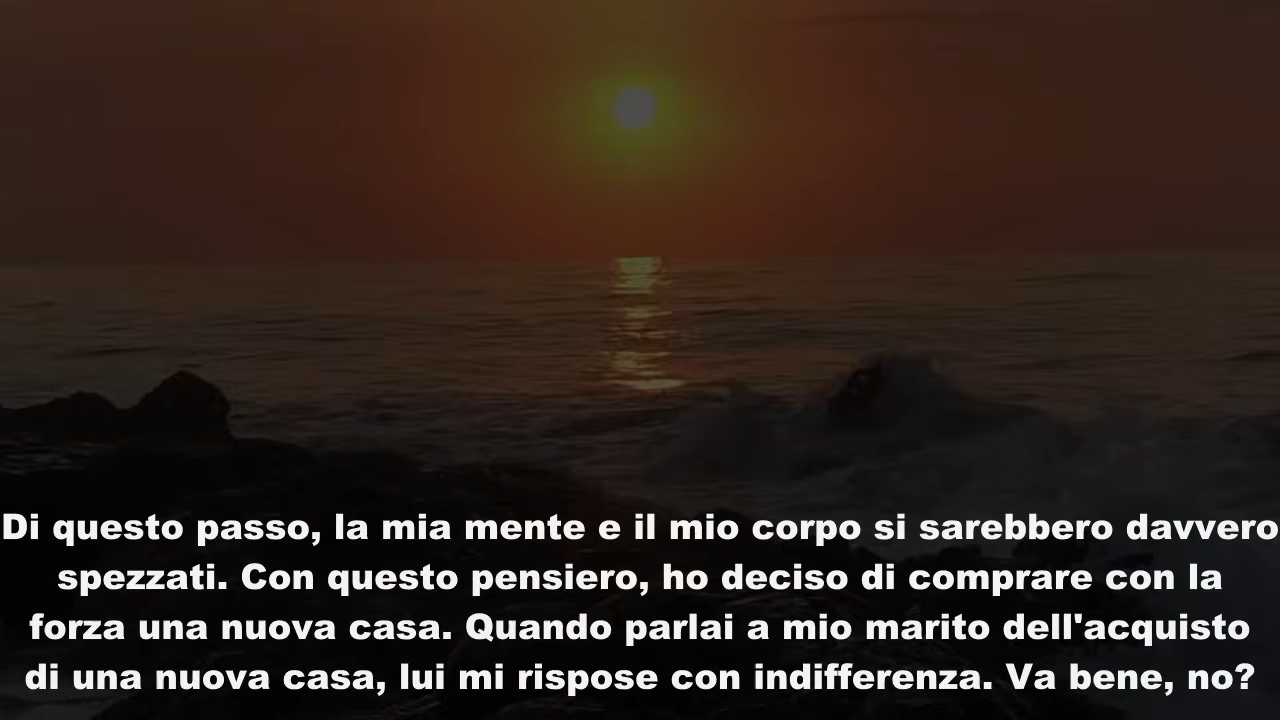 Di questo passo, la mia mente e il mio corpo si sarebbero davvero
spezzati. Con questo pensiero, ho deciso di comprare con la
forza una nuova casa. Quando parlai a mio marito dell'acquisto
di una nuova casa, lui mi rispose con indifferenza. Va bene, no?